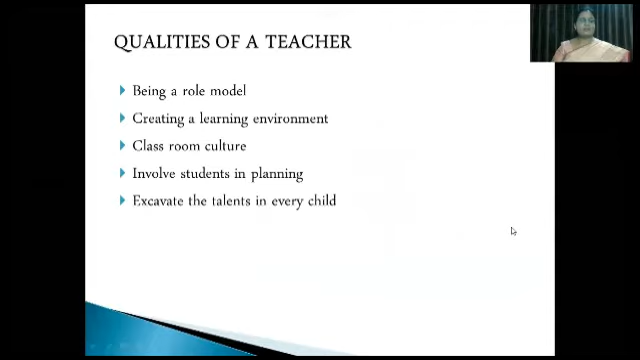 QUALITIES OF A TEACHER
Being a role model
Creating a learning environment
Class room culture
Involve students in planning
Excavate the talents in every child